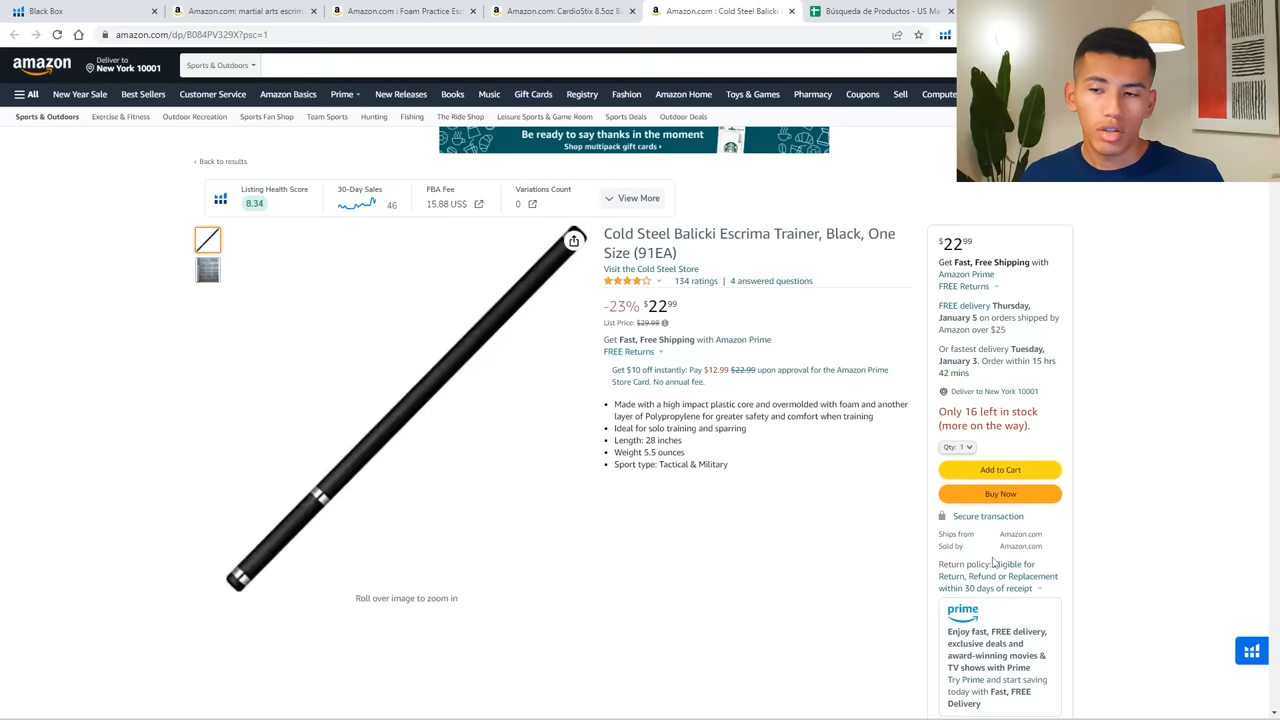 Black Box
Amazon.com: martial arts escrim
Amazon.com : Foam Practice Esc
Amazon.com: CardioStix 8.5oz B
Amazon.com : Cold Steel Balicki
Búsqueda de Productos - US Ma
amazon.com/dp/B084PV329X?psc=1
amazon
Deliver to
New York 10001
Sports & Outdoors
All
New Year Sale
Best Sellers
Customer Service
Amazon Basics
Prime
New Releases
Books
Music
Gift Cards
Registry
Fashion
Amazon Home
Toys & Games
Pharmacy
Coupons
Sell
Compute
Sports & Outdoors
Exercise & Fitness
Outdoor Recreation
Sports Fan Shop
Team Sports
Hunting
Fishing
The Ride Shop
Leisure Sports & Game Room
Sports Deals
Outdoor Deals
Be ready to say thanks in the moment
Shop multipack gift cards ›
‹ Back to results
Listing Health Score
8.34
30-Day Sales
46
FBA Fee
15.88 US$
Variations Count
0
View More
Cold Steel Balicki Escrima Trainer, Black, One
Size (91EA)
Visit the Cold Steel Store
134 ratings | 4 answered questions
-23% $22 99
List Price: $29.99
Get Fast, Free Shipping with Amazon Prime
FREE Returns
Get $10 off instantly: Pay $12.99 $22.99 upon approval for the Amazon Prime
Store Card. No annual fee.
• Made with a high impact plastic core and overmolded with foam and another
layer of Polypropylene for greater safety and comfort when training
• Ideal for solo training and sparring
• Length: 28 inches
• Weight 5.5 ounces
• Sport type: Tactical & Military
Roll over image to zoom in
$22 99
Get Fast, Free Shipping with
Amazon Prime
FREE Returns
FREE delivery Thursday,
January 5 on orders shipped by
Amazon over $25
Or fastest delivery Tuesday,
January 3. Order within 15 hrs
42 mins
Deliver to New York 10001
Only 16 left in stock
(more on the way).
Qty: 1
Add to Cart
Buy Now
Secure transaction
Ships from Amazon.com
Sold by Amazon.com
Return policy: Eligible for
Return, Refund or Replacement
within 30 days of receipt
prime
Enjoy fast, FREE delivery,
exclusive deals and
award-winning movies &
TV shows with Prime
Try Prime and start saving
today with Fast, FREE
Delivery